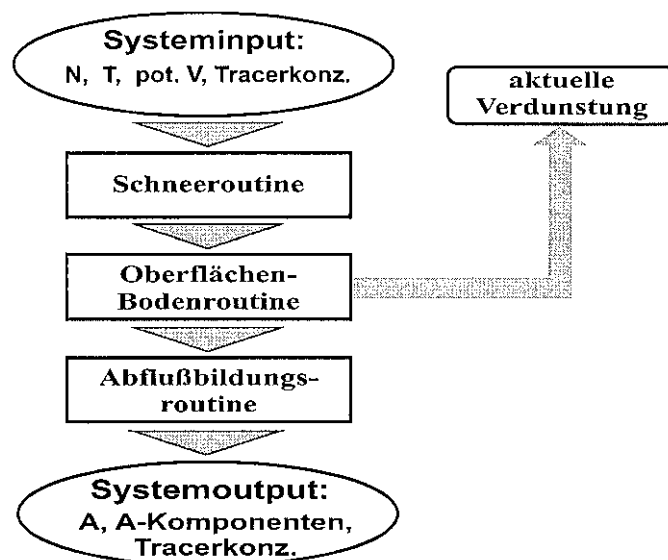 Systeminput:
N, T, pot. V, Tracerkonz.
aktuelle
Verdunstung
Schneeroutine
Oberflächen-
Bodenroutine
Abflußbildungs-
routine
Systemoutput:
A, A-Komponenten,
Tracerkonz.